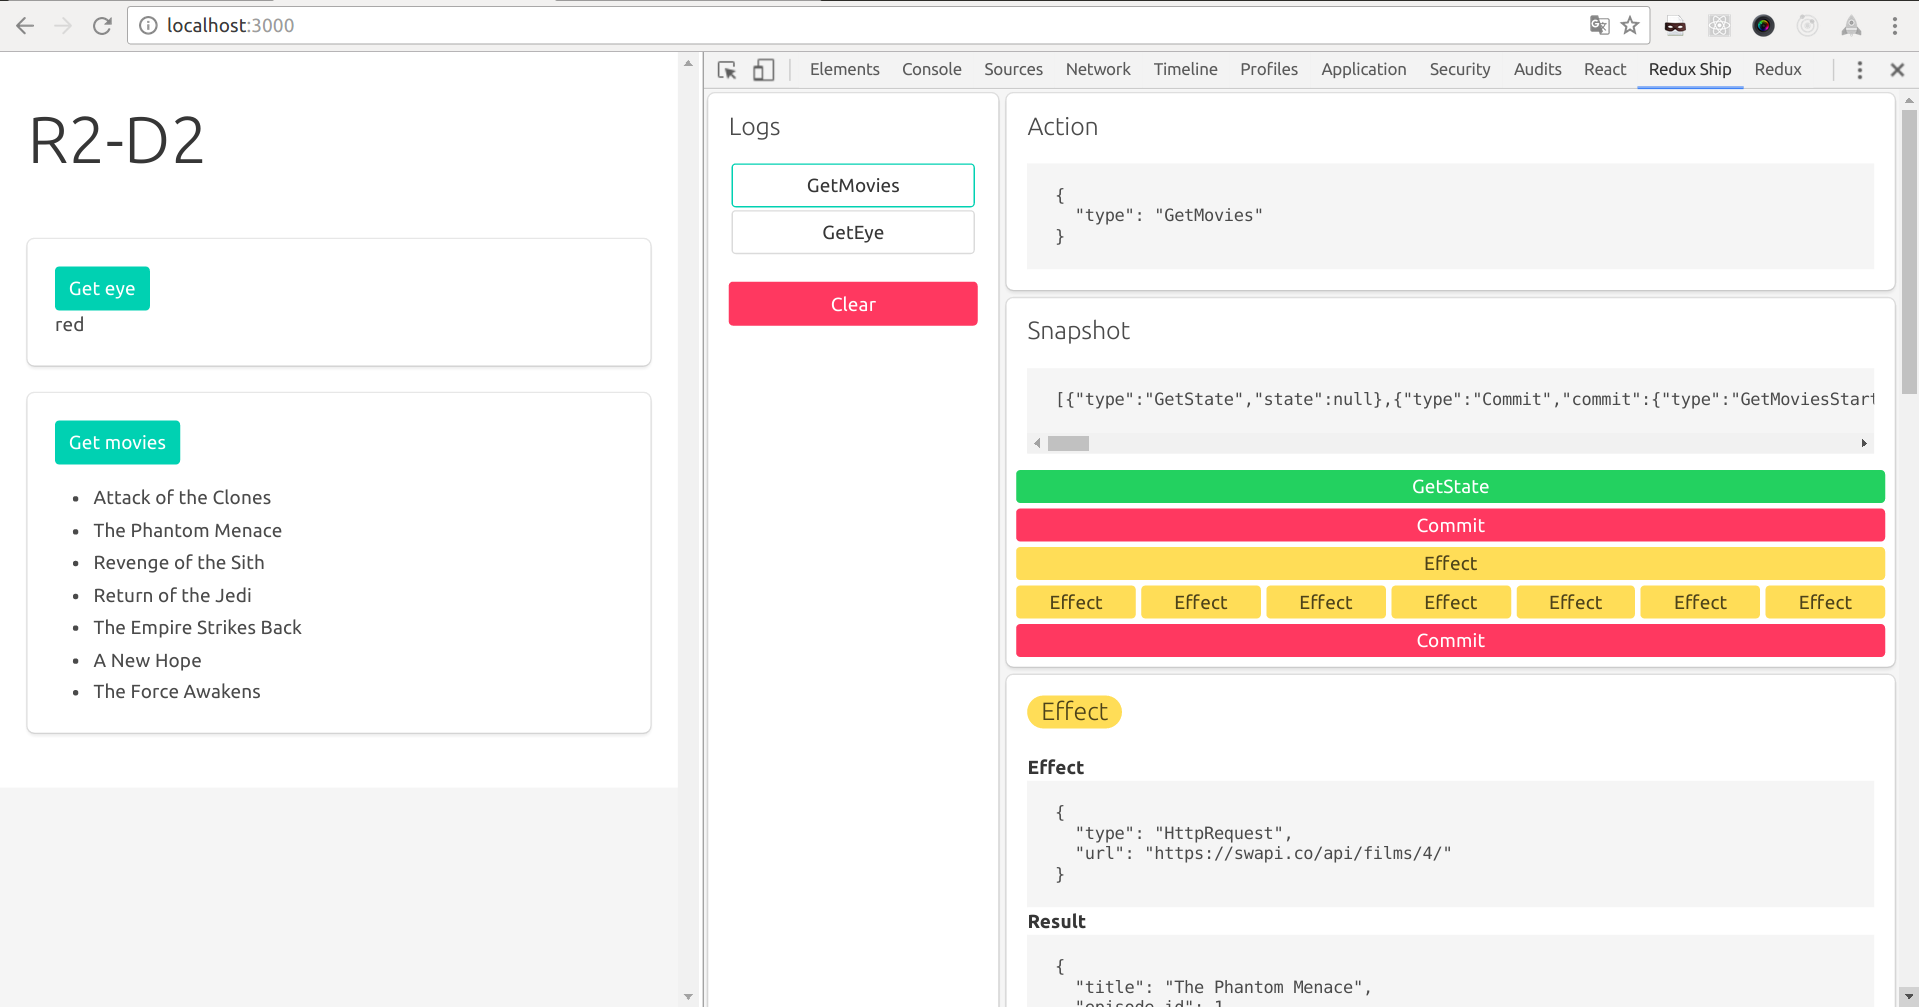 localhost:3000
Elements Console Sources Network Timeline Profiles Application Security Audits React Redux Ship Redux
R2-D2
Get eye
red
Get movies
Attack of the Clones
The Phantom Menace
Revenge of the Sith
Return of the Jedi
The Empire Strikes Back
A New Hope
The Force Awakens
Logs
GetMovies
GetEye
Clear
Action
{
"type": "GetMovies"
}
Snapshot
[{"type":"GetState","state":null},{"type":"Commit","commit":{"type":"GetMoviesStart
GetState
Commit
Effect
Effect Effect Effect Effect Effect Effect Effect
Commit
Effect
Effect
{
"type": "HttpRequest",
"url": "https://swapi.co/api/films/4/"
}
Result
{
"title": "The Phantom Menace",
"episode_id": 1